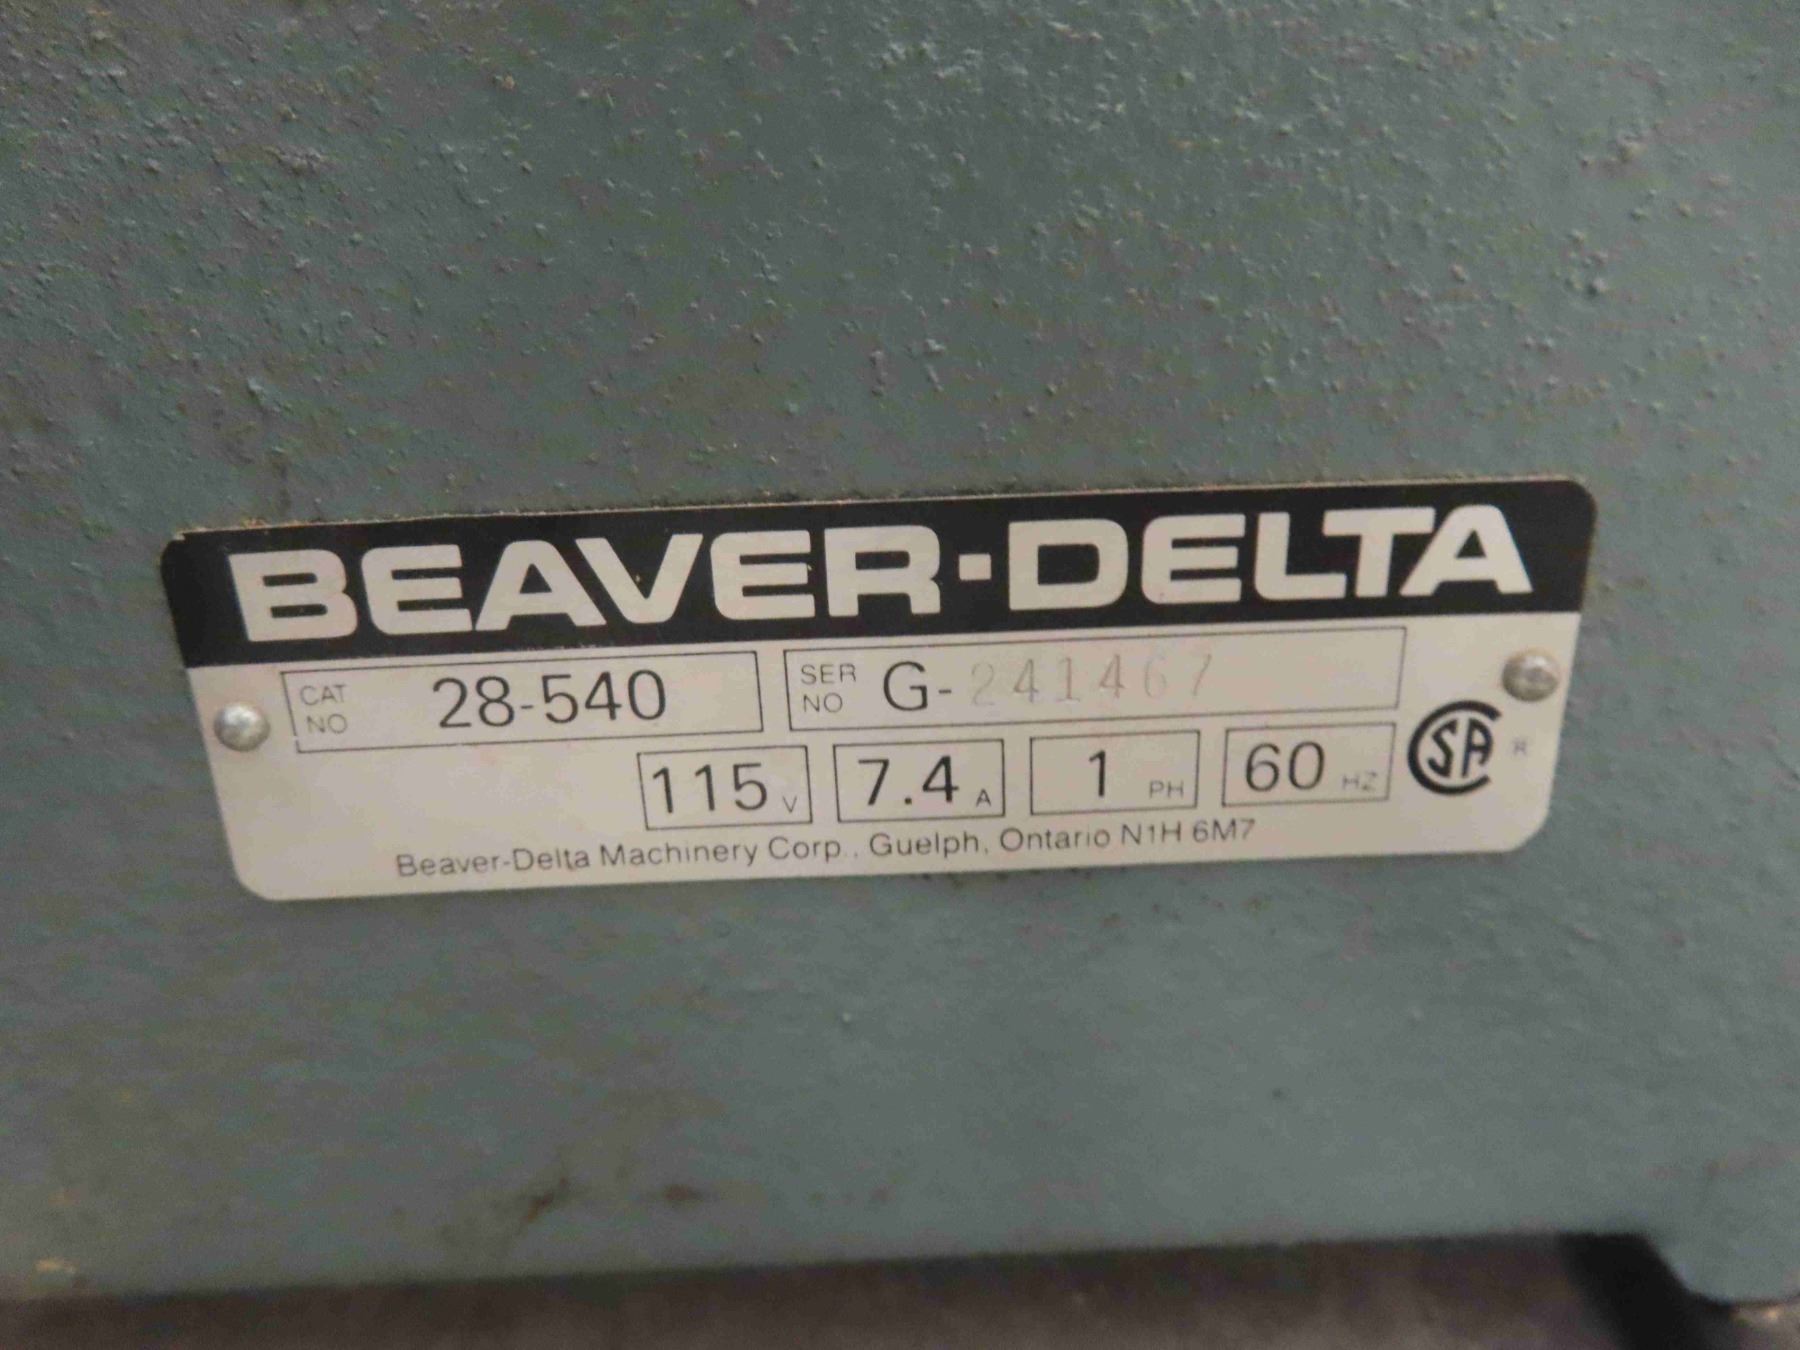 BEAVER-DELTA
CAT NO 28-540 SER NO G-241467
115 V 7.4 A 1 PH 60 HZ SA ®
Beaver-Delta Machinery Corp., Guelph, Ontario N1H 6M7